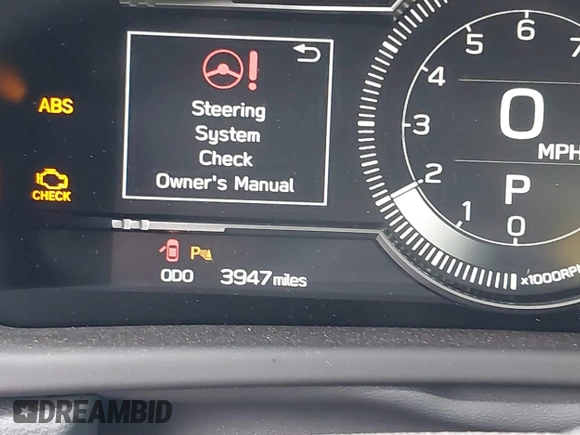 Steering
System
Check
Owner's Manual
ABS
CHECK
ODO 3947 miles
P
7
6
5
4
3
2
1
0
0
MPH
P
x1000RPM
DREAMBID